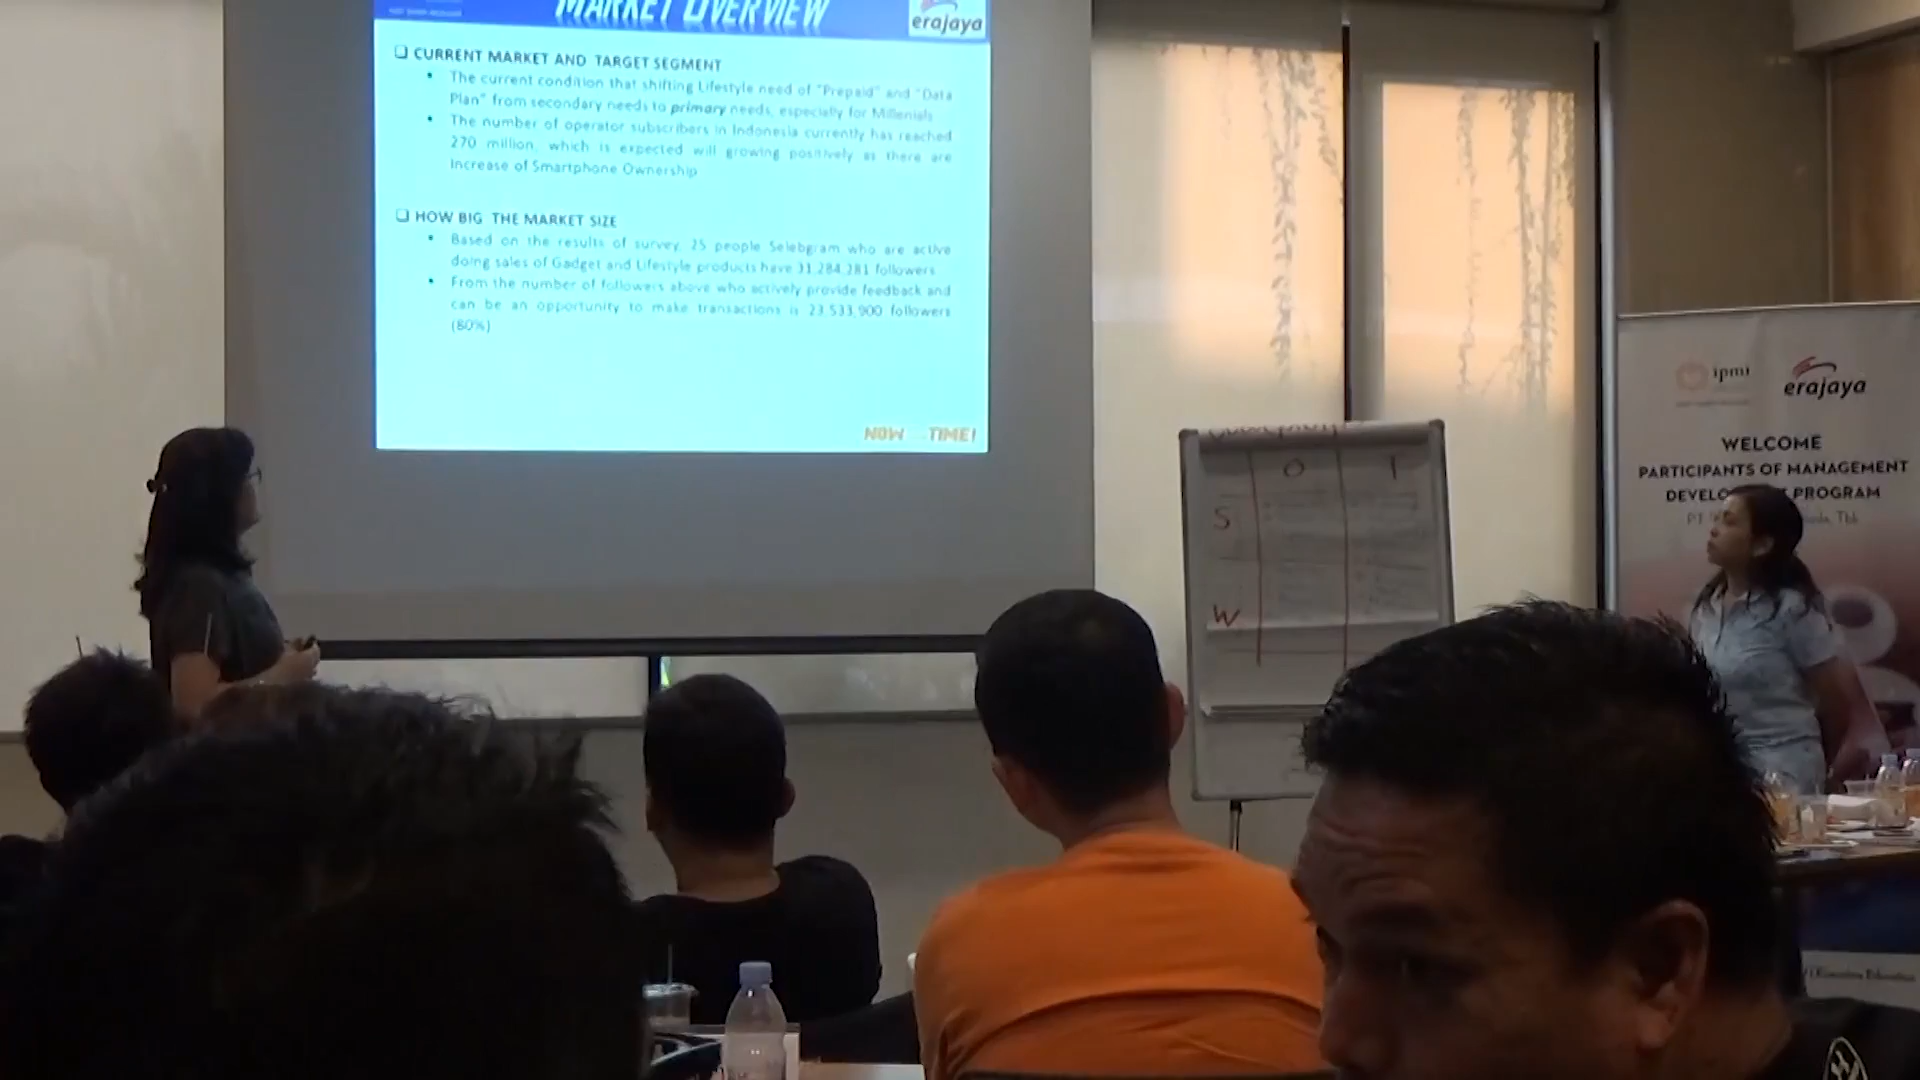 MARKET OVERVIEW
erajaya
CURRENT MARKET AND TARGET SEGMENT
The current condition that shifting Lifestyle need of "Prepaid" and "Data
Plan" from secondary needs to primary needs, especially for Millenials
The number of operator subscribers in Indonesia currently has reached
270 million, which is expected will growing positively as there are
Increase of Smartphone Ownership
HOW BIG THE MARKET SIZE
Based on the results of survey, 25 people Selebgram who are active
doing sales of Gadget and Lifestyle products have 31,284,281 followers
From the number of followers above who actively provide feedback and
can be an opportunity to make transactions is 23,533,900 followers
(80%)
NOW TIME!
O T
S
W
ipmi erajaya
WELCOME
PARTICIPANTS OF MANAGEMENT
PROGRAM
Tbk
Executive Education